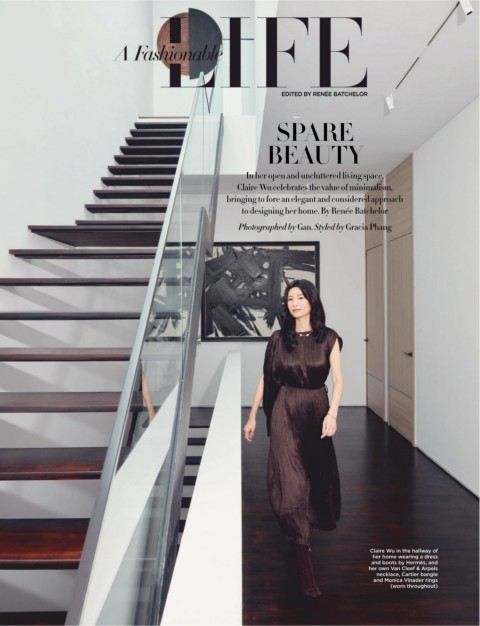 A Fashionable
LIFE
EDITED BY RENÉE BATCHELOR
SPARE
BEAUTY
In her open and uncluttered living space,
Claire Wu celebrates the value of minimalism,
bringing to fore an elegant and considered approach
to designing her home. By Renée Batchelor
Photographed by Gan. Styled by Gracia Phang
Claire Wu in the hallway of
her home wearing a dress
and boots by Hermès, and
her own Van Cleef & Arpels
necklace, Cartier bangle
and Monica Vinader rings
(worn throughout)